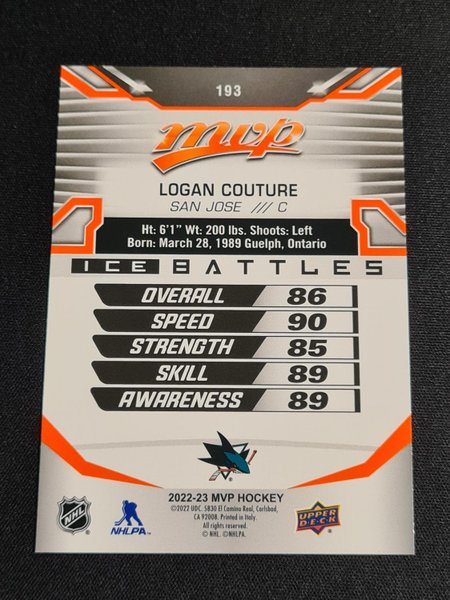 193
mvp
LOGAN COUTURE
SAN JOSE /// C
Ht: 6'1" Wt: 200 lbs. Shoots: Left
Born: March 28, 1989 Guelph, Ontario
ICE BATTLES
OVERALL 86
SPEED 90
STRENGTH 85
SKILL 89
AWARENESS 89
2022-23 MVP HOCKEY
©2022 UDC. 5830 El Camino Real, Carlsbad,
CA 92008. Printed in Italy.
All rights reserved.
© NHL. ©NHLPA.
NHL
NHLPA
UPPER
DECK